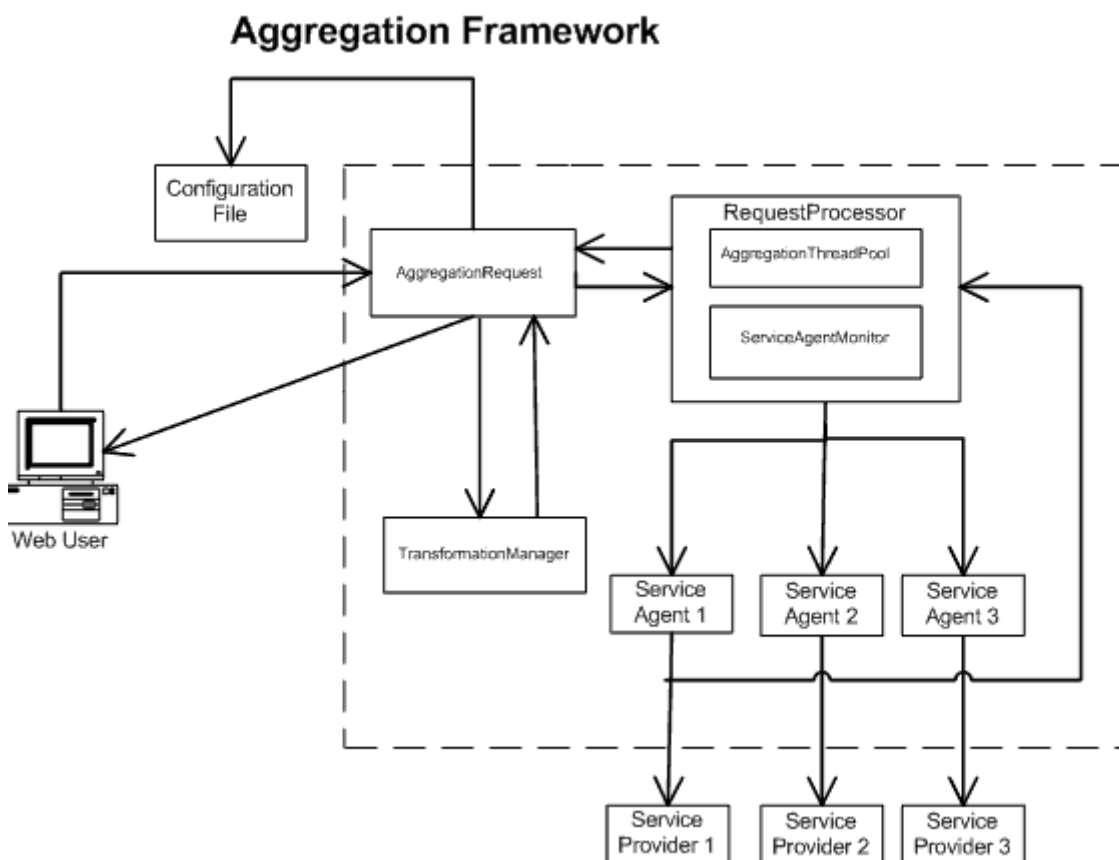 Aggregation Framework
Configuration
File
RequestProcessor
AggregationThreadPool
AggregationRequest
ServiceAgentMonitor
Web User
TransformationManager
Service
Agent 1
Service
Agent 2
Service
Agent 3
Service
Provider 1
Service
Provider 2
Service
Provider 3